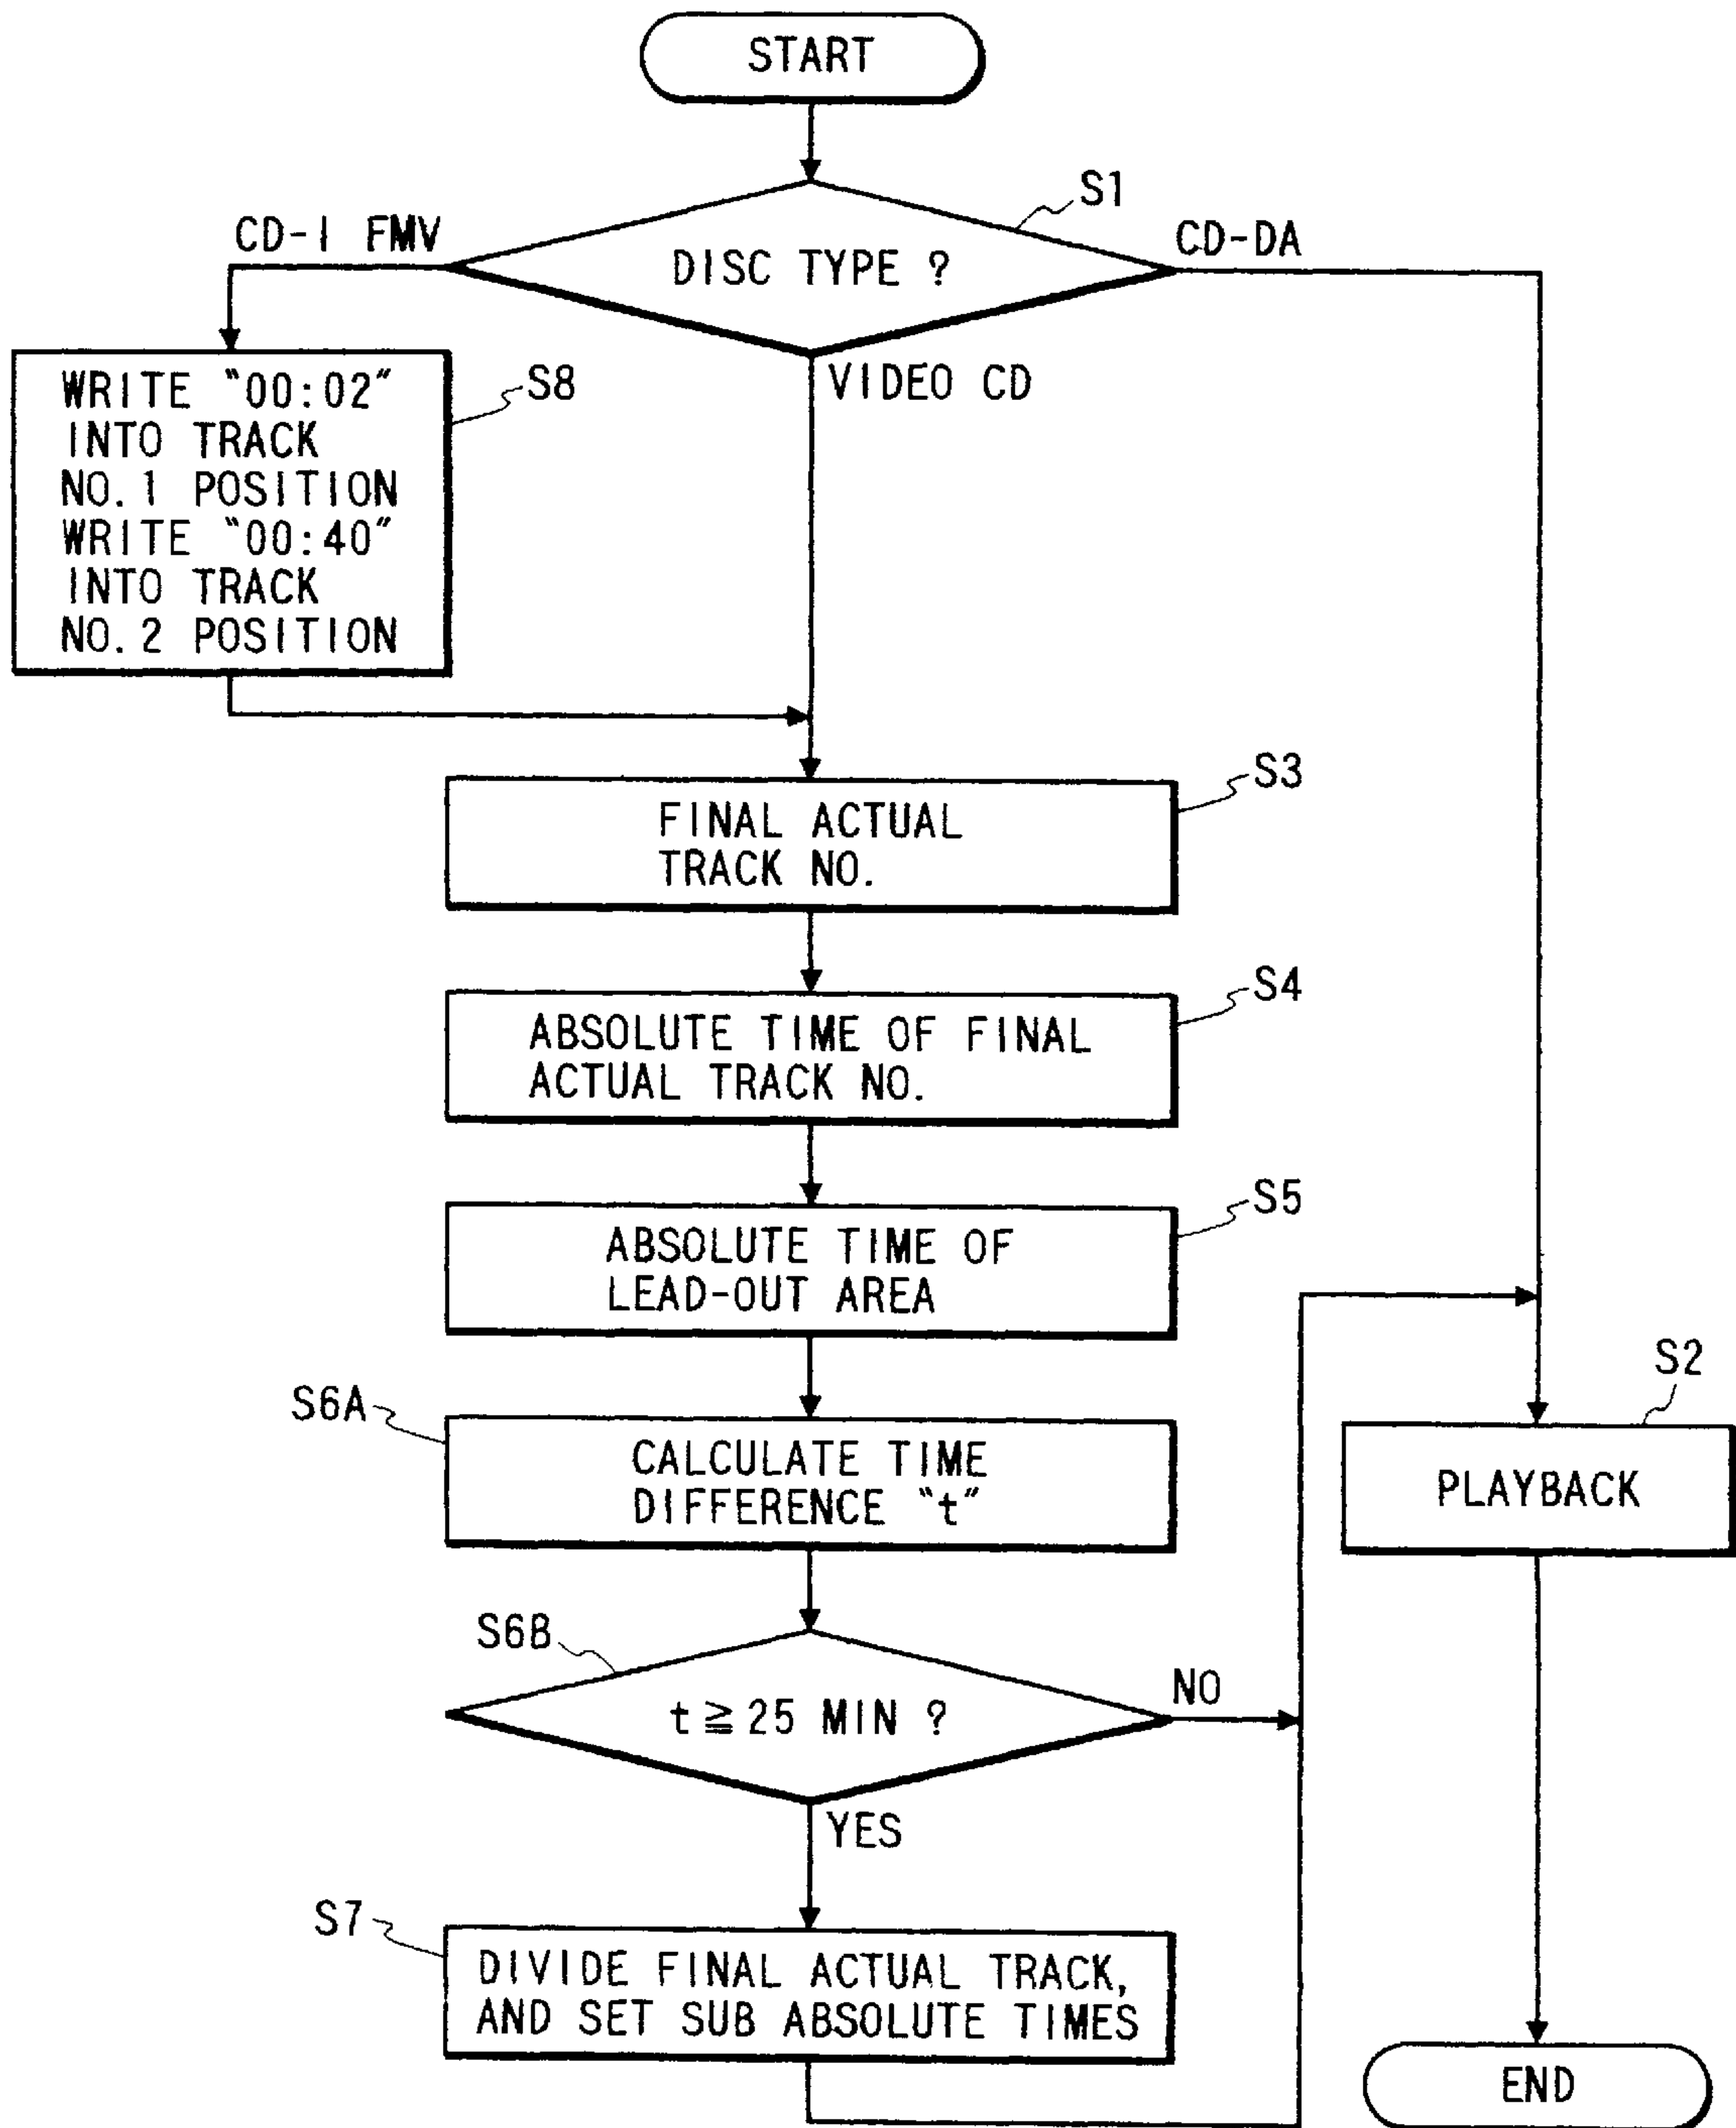 START
S1
CD-I FMV
CD-DA
DISC TYPE ?
VIDEO CD
S8
WRITE "00:02"
INTO TRACK
NO.1 POSITION
WRITE "00:40"
INTO TRACK
NO.2 POSITION
S3
FINAL ACTUAL
TRACK NO.
S4
ABSOLUTE TIME OF FINAL
ACTUAL TRACK NO.
S5
ABSOLUTE TIME OF
LEAD-OUT AREA
S6A
CALCULATE TIME
DIFFERENCE "t"
S2
PLAYBACK
S6B
t ≧ 25 MIN ?
NO
YES
S7
DIVIDE FINAL ACTUAL TRACK,
AND SET SUB ABSOLUTE TIMES
END